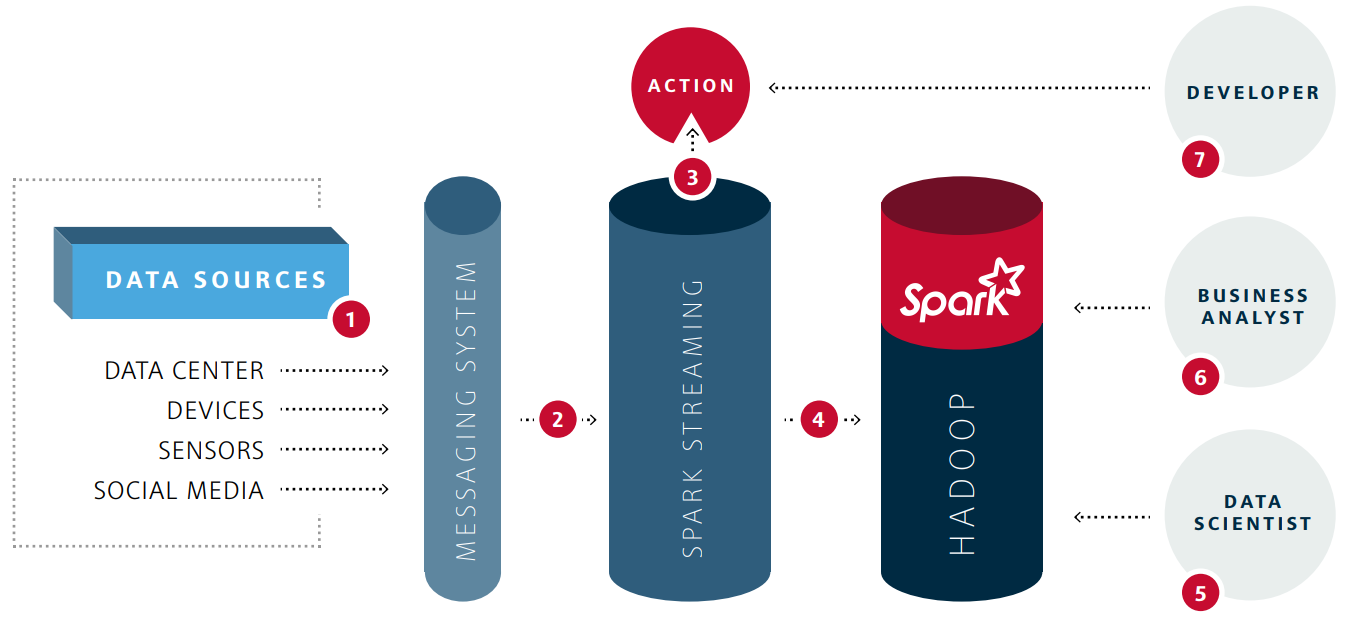 ACTION
DEVELOPER
7
3
DATA SOURCES
1
DATA CENTER
DEVICES
SENSORS
SOCIAL MEDIA
MESSAGING SYSTEM
2
SPARK STREAMING
4
Spark
HADOOP
BUSINESS
ANALYST
6
DATA
SCIENTIST
5